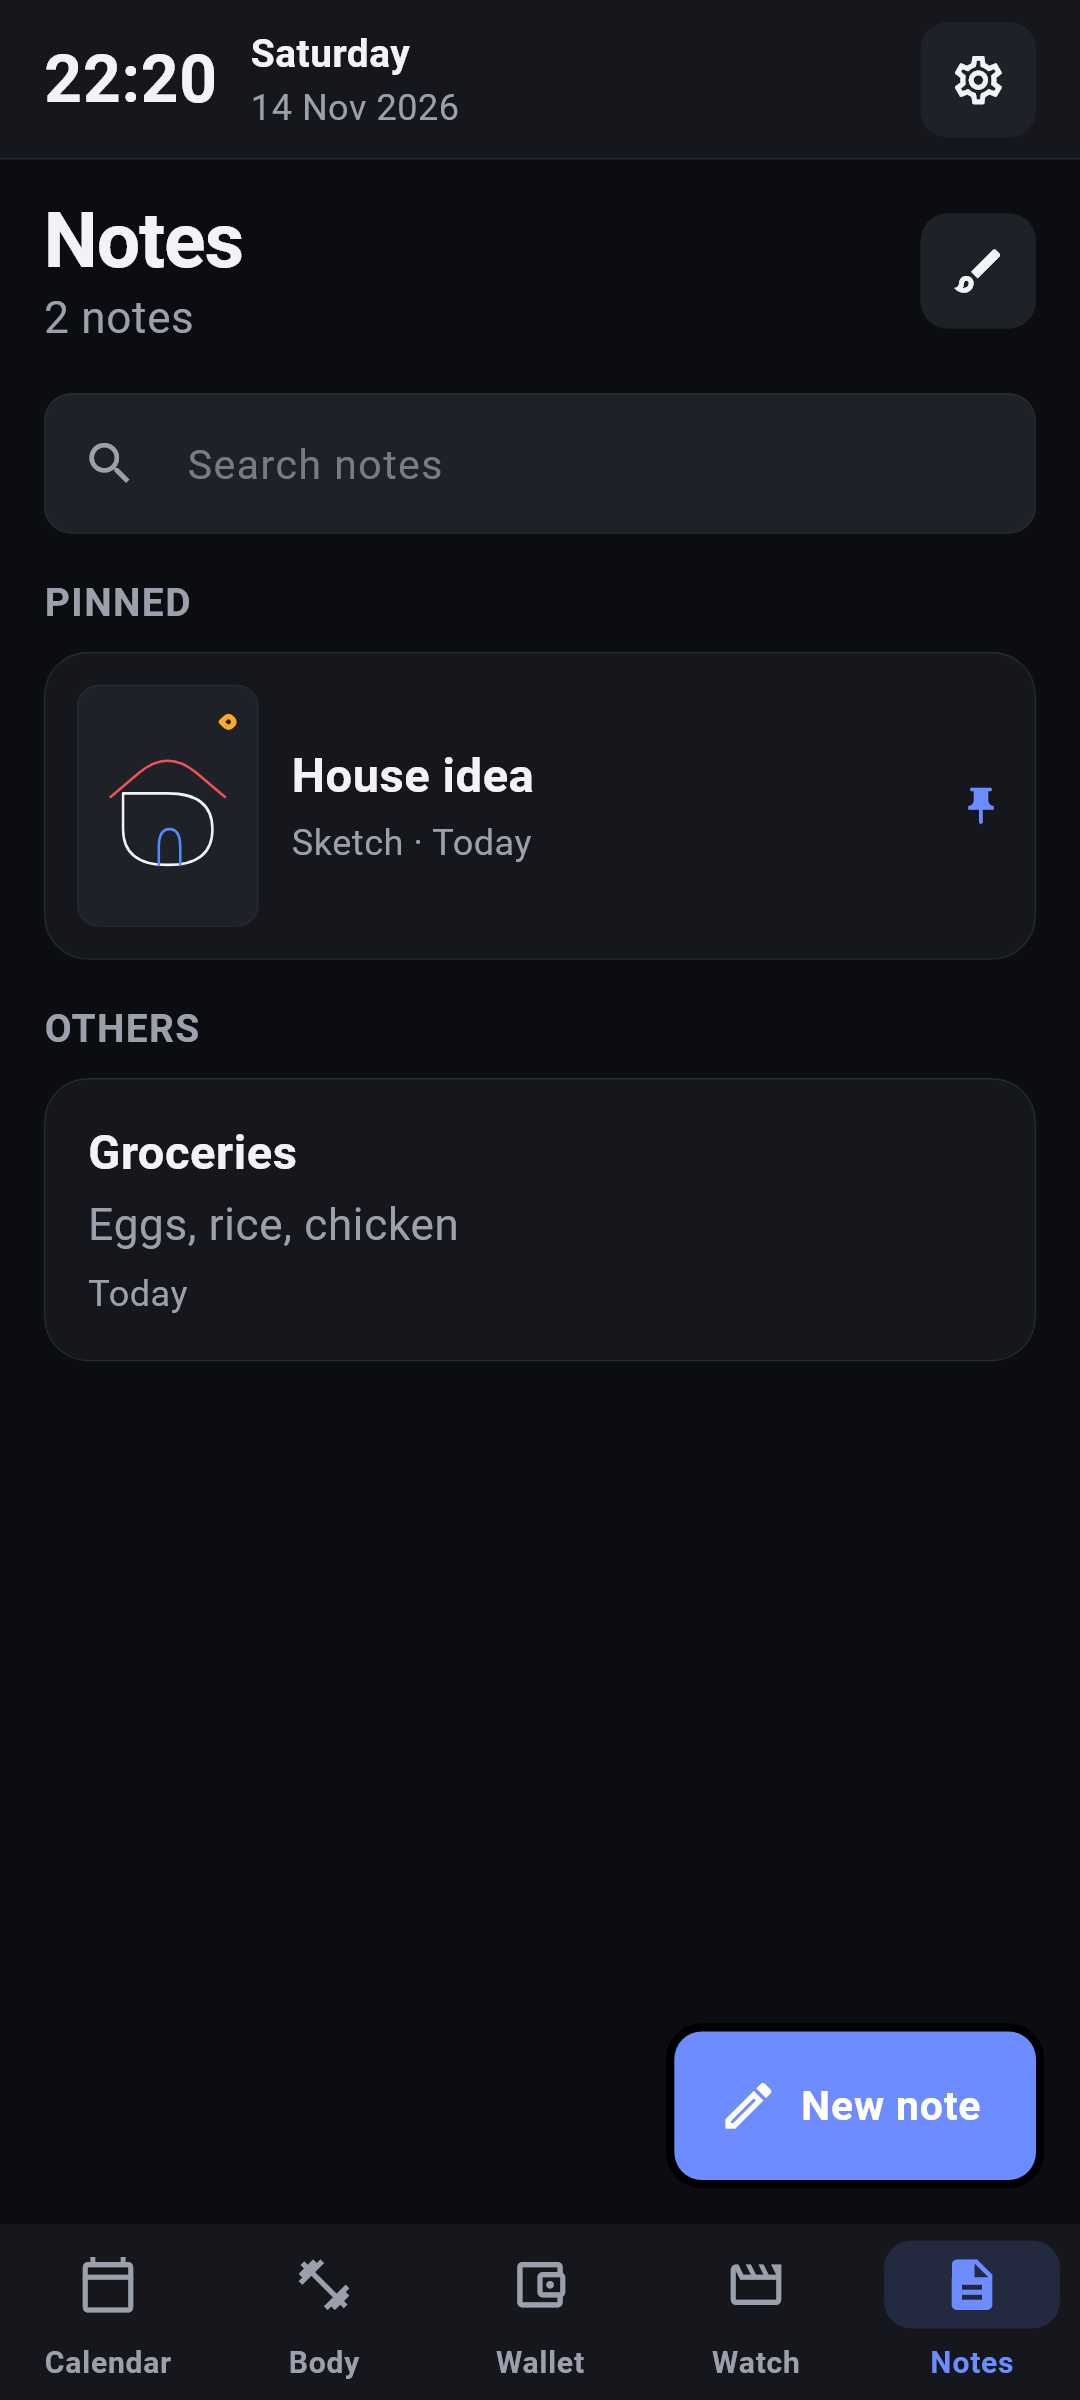 22:20
Saturday
14 Nov 2026
Notes
2 notes
Search notes
PINNED
House idea
Sketch · Today
OTHERS
Groceries
Eggs, rice, chicken
Today
New note
Calendar
Body
Wallet
Watch
Notes